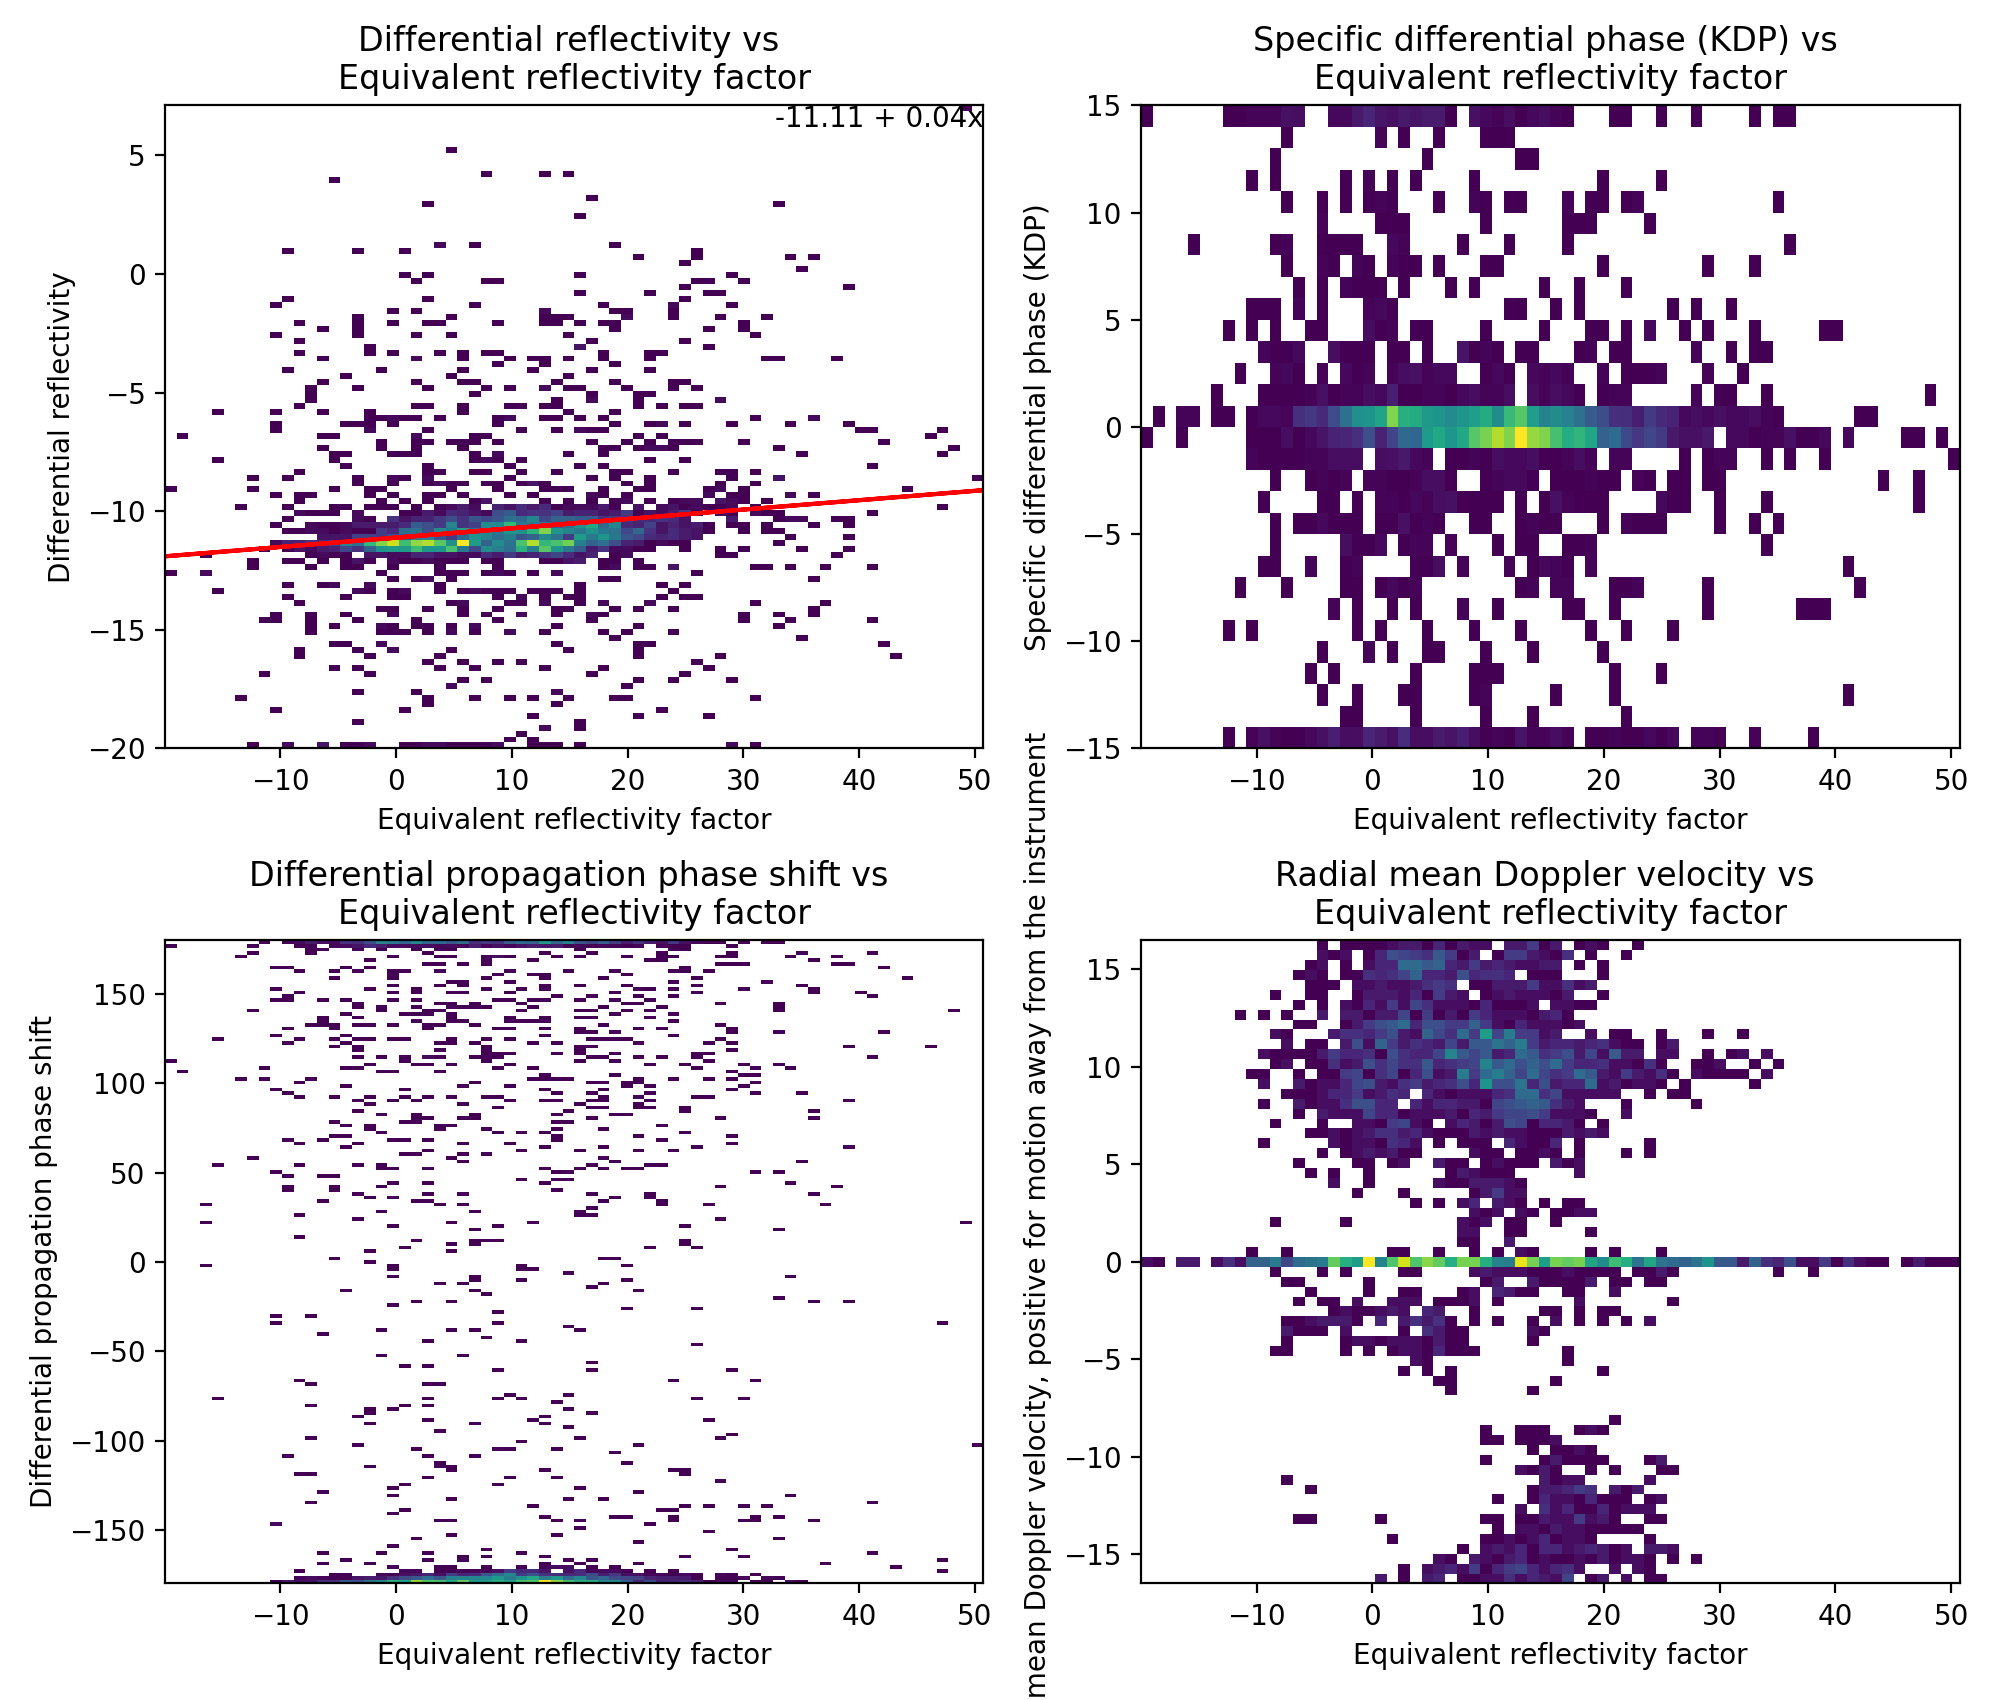 Differential reflectivity vs
Equivalent reflectivity factor
-11.11 + 0.04x
5
0
−5
−10
−15
−20
Differential reflectivity
−10 0 10 20 30 40 50
Equivalent reflectivity factor
Specific differential phase (KDP) vs
Equivalent reflectivity factor
15
10
5
0
−5
−10
−15
Specific differential phase (KDP)
−10 0 10 20 30 40 50
Equivalent reflectivity factor
Differential propagation phase shift vs
Equivalent reflectivity factor
150
100
50
0
−50
−100
−150
Differential propagation phase shift
−10 0 10 20 30 40 50
Equivalent reflectivity factor
Radial mean Doppler velocity vs
Equivalent reflectivity factor
15
10
5
0
−5
−10
−15
mean Doppler velocity, positive for motion away from the instrument
−10 0 10 20 30 40 50
Equivalent reflectivity factor